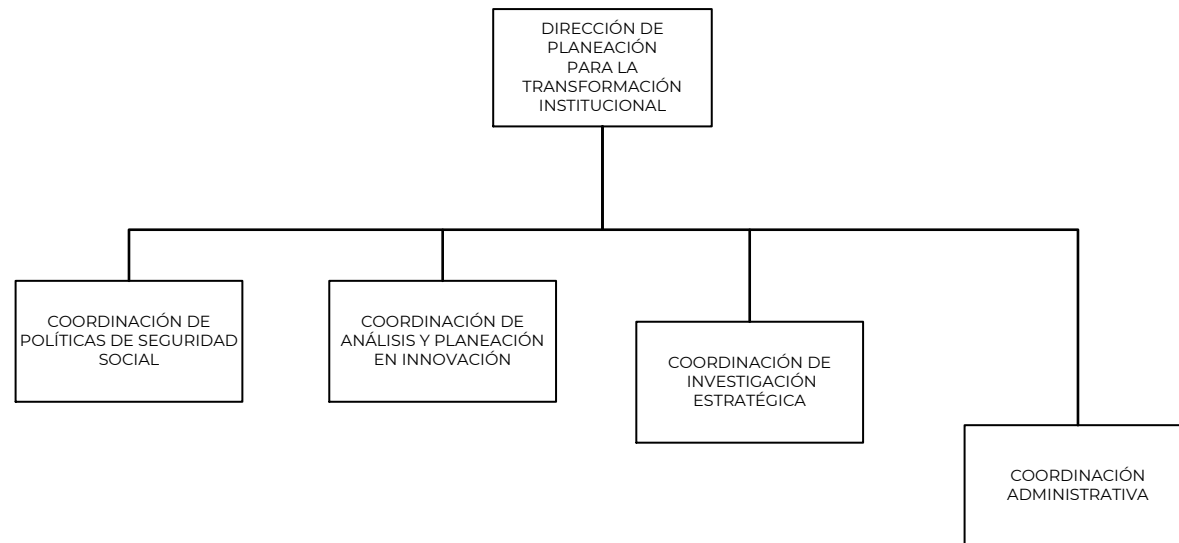 DIRECCIÓN DE
PLANEACIÓN
PARA LA
TRANSFORMACIÓN
INSTITUCIONAL
COORDINACIÓN DE
POLÍTICAS DE SEGURIDAD
SOCIAL
COORDINACIÓN DE
ANÁLISIS Y PLANEACIÓN
EN INNOVACIÓN
COORDINACIÓN DE
INVESTIGACIÓN
ESTRATÉGICA
COORDINACIÓN
ADMINISTRATIVA